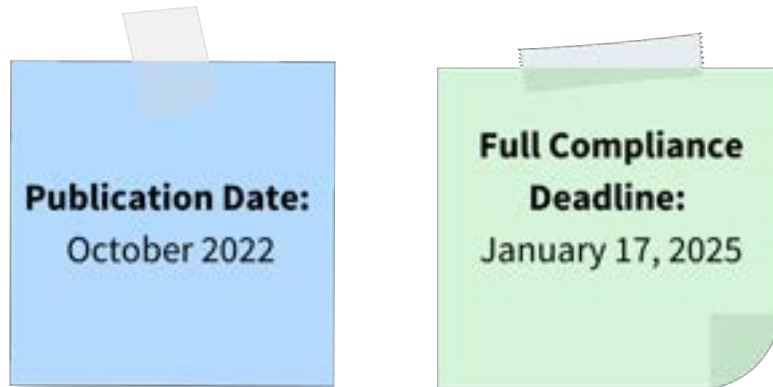 Publication Date:
October 2022
Full Compliance
Deadline:
January 17, 2025